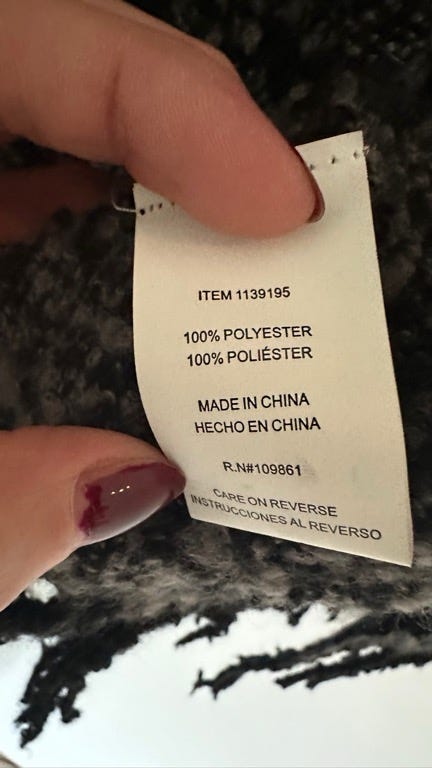 ITEM 1139195
100% POLYESTER
100% POLIÉSTER
MADE IN CHINA
HECHO EN CHINA
R.N#109861
CARE ON REVERSE
INSTRUCCIONES AL REVERSO